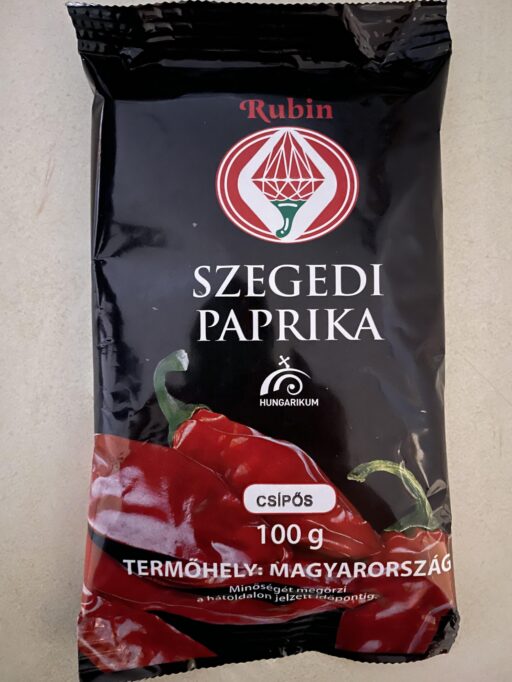 Rubin
SZEGEDI
PAPRIKA
HUNGARIKUM
CSÍPŐS
100 g
TERMŐHELY: MAGYARORSZÁG
Minőségét megőrzi
a hátoldalon jelzett időpontig.